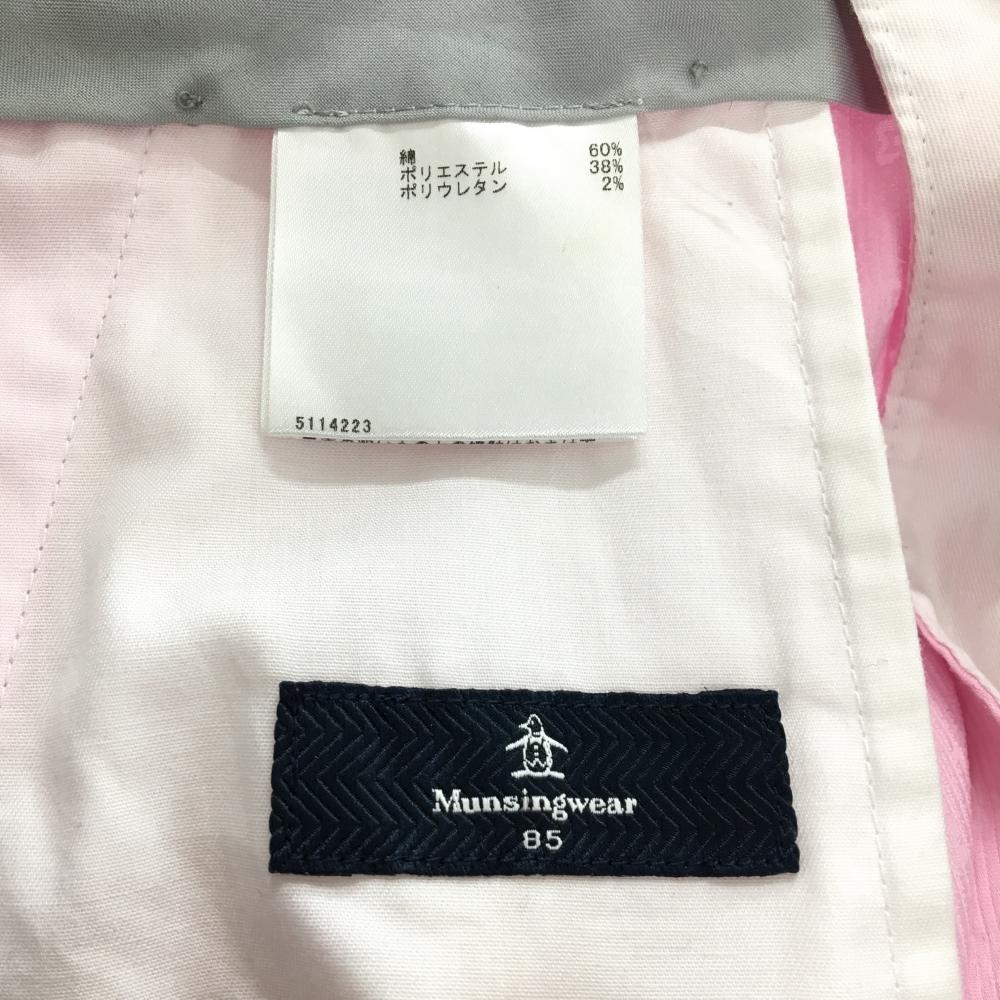 綿 60%
ポリエステル 38%
ポリウレタン 2%
5114223
Munsingwear
85